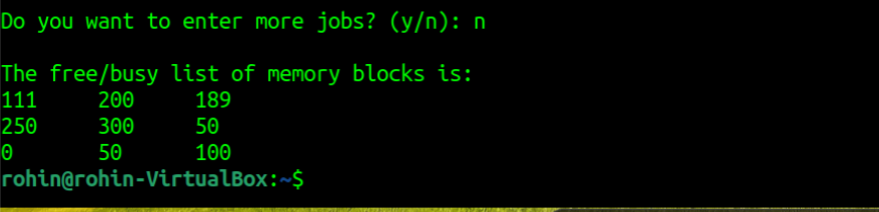 Do you want to enter more jobs? (y/n): n
The free/busy list of memory blocks is:
111 200 189
250 300 50
0 50 100
rohin@rohin-VirtualBox:~$